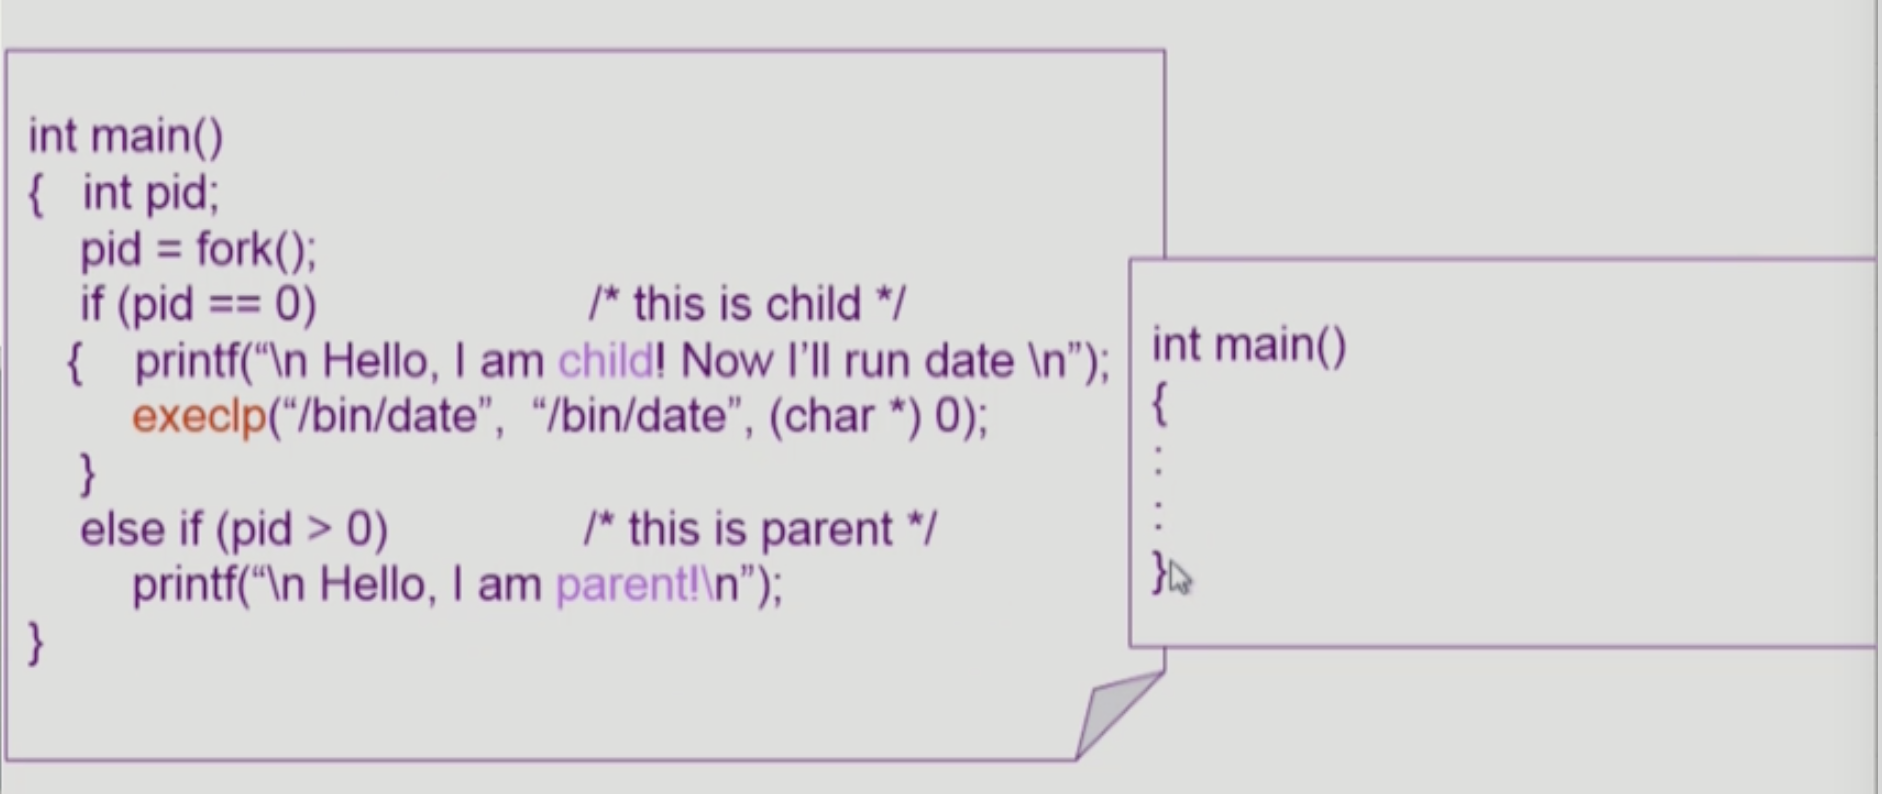 int main()
{ int pid;
pid = fork();
if (pid == 0) /* this is child */
{ printf(“\n Hello, I am child! Now I’ll run date \n”);
execlp(“/bin/date”, “/bin/date”, (char *) 0);
}
else if (pid > 0) /* this is parent */
printf(“\n Hello, I am parent!\n”);
}
int main()
{
:
:
}